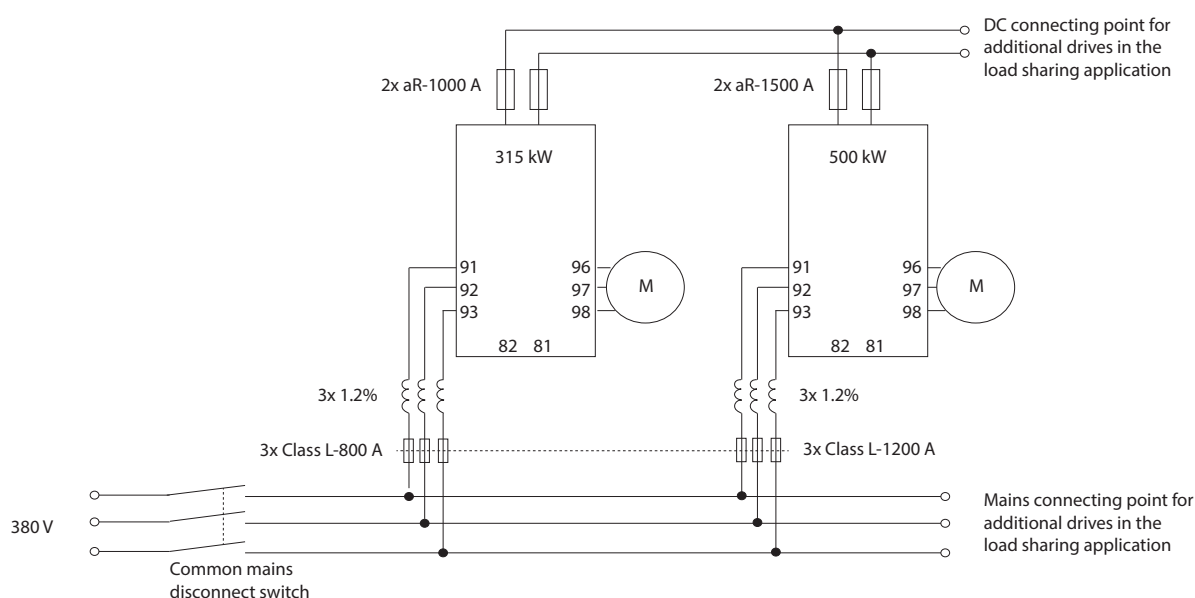 DC connecting point for
additional drives in the
load sharing application
2x aR-1000 A
2x aR-1500 A
315 kW
500 kW
91 96
92 97
93 98
M
82 81
91 96
92 97
93 98
M
82 81
3x 1.2%
3x 1.2%
3x Class L-800 A
3x Class L-1200 A
380 V
Mains connecting point for
additional drives in the
load sharing application
Common mains
disconnect switch